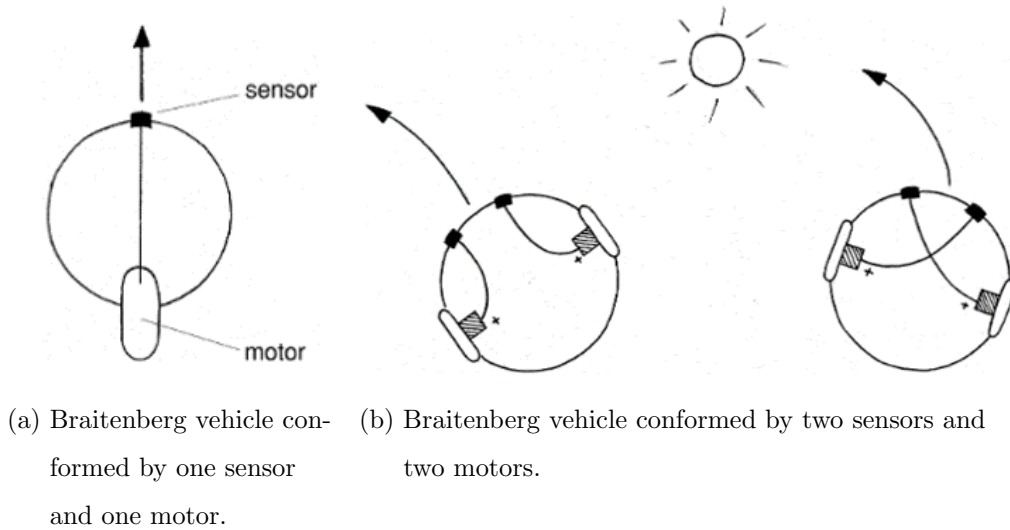 sensor
motor
+
+
+
+
(a) Braitenberg vehicle con-
formed by one sensor
and one motor.
(b) Braitenberg vehicle conformed by two sensors and
two motors.